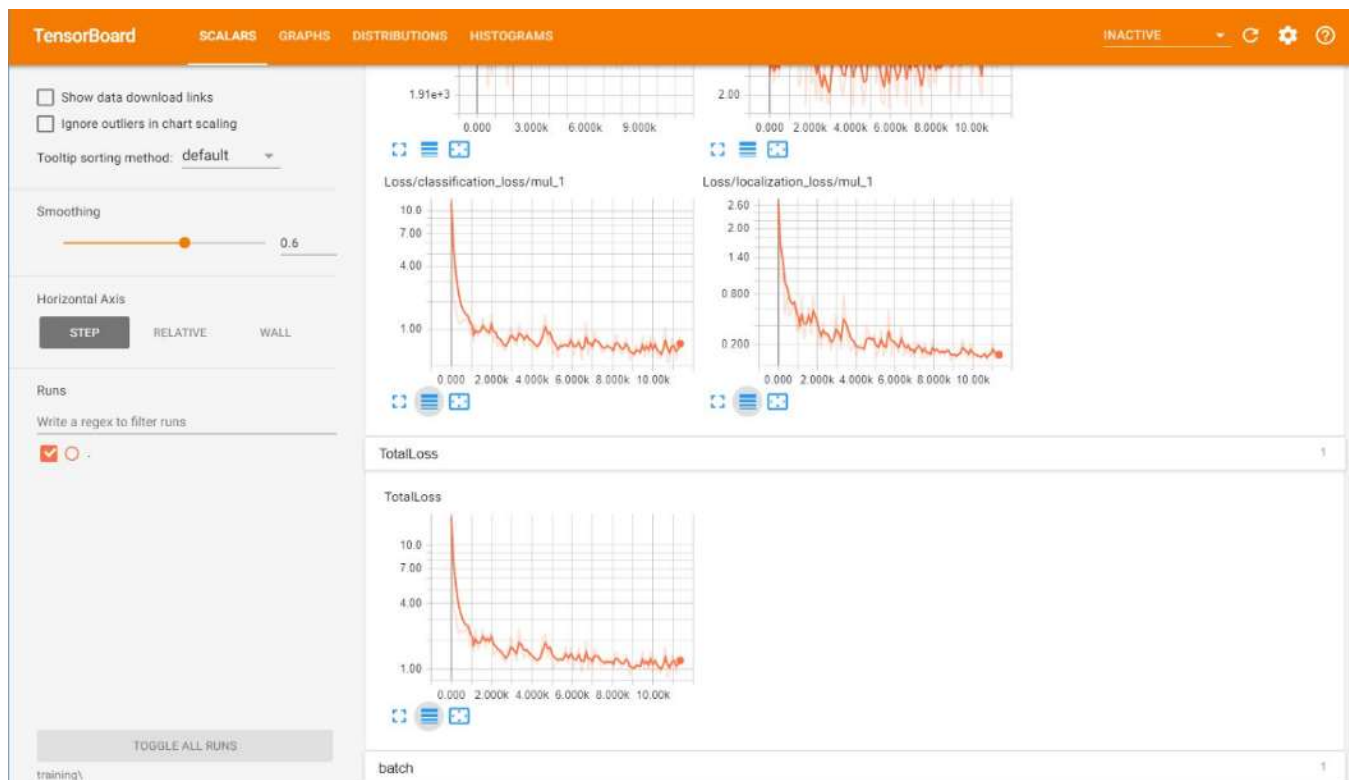 TensorBoard SCALARS GRAPHS DISTRIBUTIONS HISTOGRAMS INACTIVE
Show data download links
Ignore outliers in chart scaling
Tooltip sorting method: default
Smoothing
0.6
Horizontal Axis
STEP RELATIVE WALL
Runs
Write a regex to filter runs
.
TOGGLE ALL RUNS
training\
1.91e+3
0.000 3.000k 6.000k 9.000k
2.00
0.000 2.000k 4.000k 6.000k 8.000k 10.00k
Loss/classification_loss/mul_1
10.0
7.00
4.00
1.00
0.000 2.000k 4.000k 6.000k 8.000k 10.00k
Loss/localization_loss/mul_1
2.60
2.00
1.40
0.800
0.200
0.000 2.000k 4.000k 6.000k 8.000k 10.00k
TotalLoss 1
TotalLoss
10.0
7.00
4.00
1.00
0.000 2.000k 4.000k 6.000k 8.000k 10.00k
batch 1